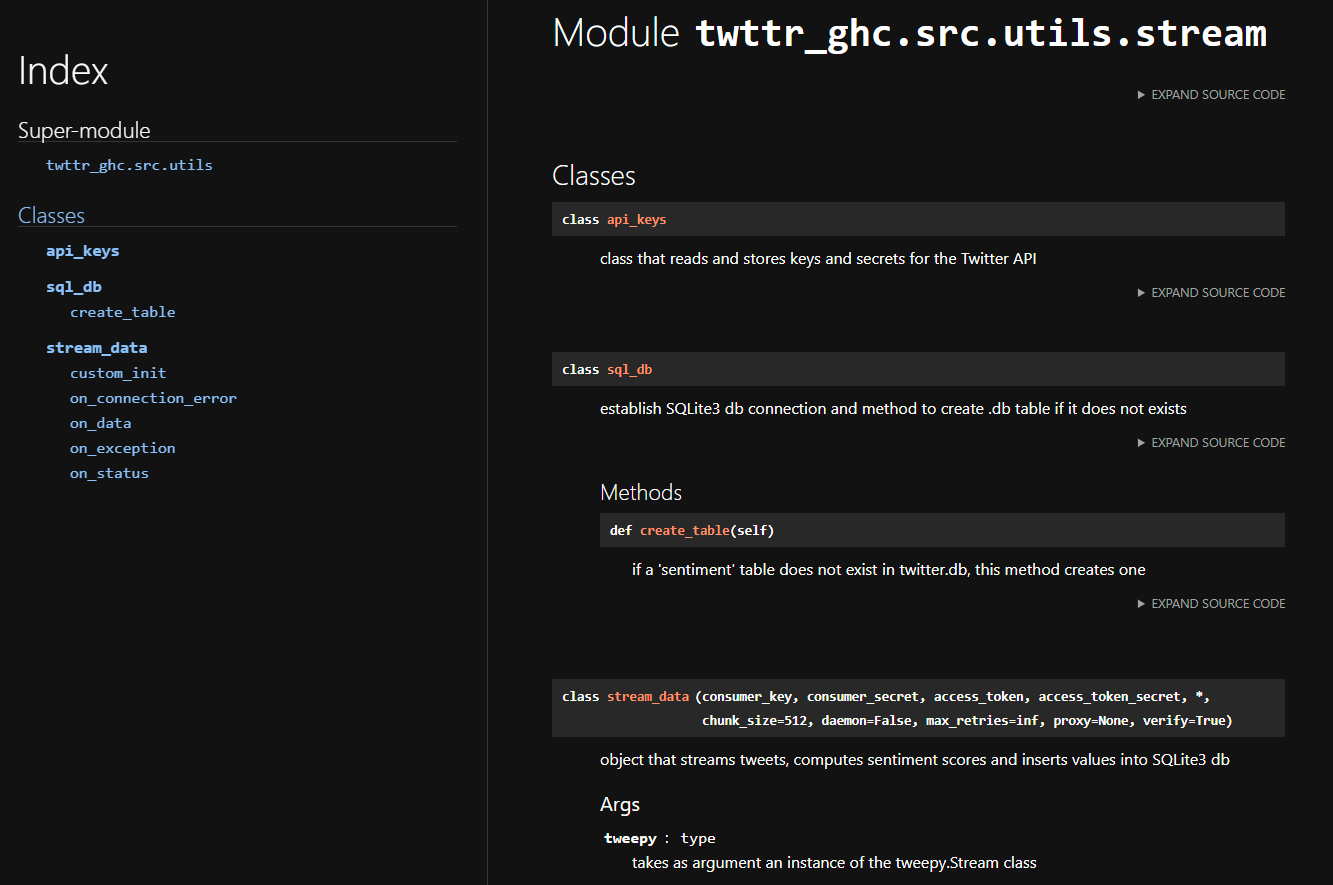 Index
Super-module
twttr_ghc.src.utils
Classes
api_keys
sql_db
create_table
stream_data
custom_init
on_connection_error
on_data
on_exception
on_status
Module twttr_ghc.src.utils.stream
▶ EXPAND SOURCE CODE
Classes
class api_keys
class that reads and stores keys and secrets for the Twitter API
▶ EXPAND SOURCE CODE
class sql_db
establish SQLite3 db connection and method to create .db table if it does not exists
▶ EXPAND SOURCE CODE
Methods
def create_table(self)
if a 'sentiment' table does not exist in twitter.db, this method creates one
▶ EXPAND SOURCE CODE
class stream_data (consumer_key, consumer_secret, access_token, access_token_secret, *,
chunk_size=512, daemon=False, max_retries=inf, proxy=None, verify=True)
object that streams tweets, computes sentiment scores and inserts values into SQLite3 db
Args
tweepy : type
takes as argument an instance of the tweepy.Stream class